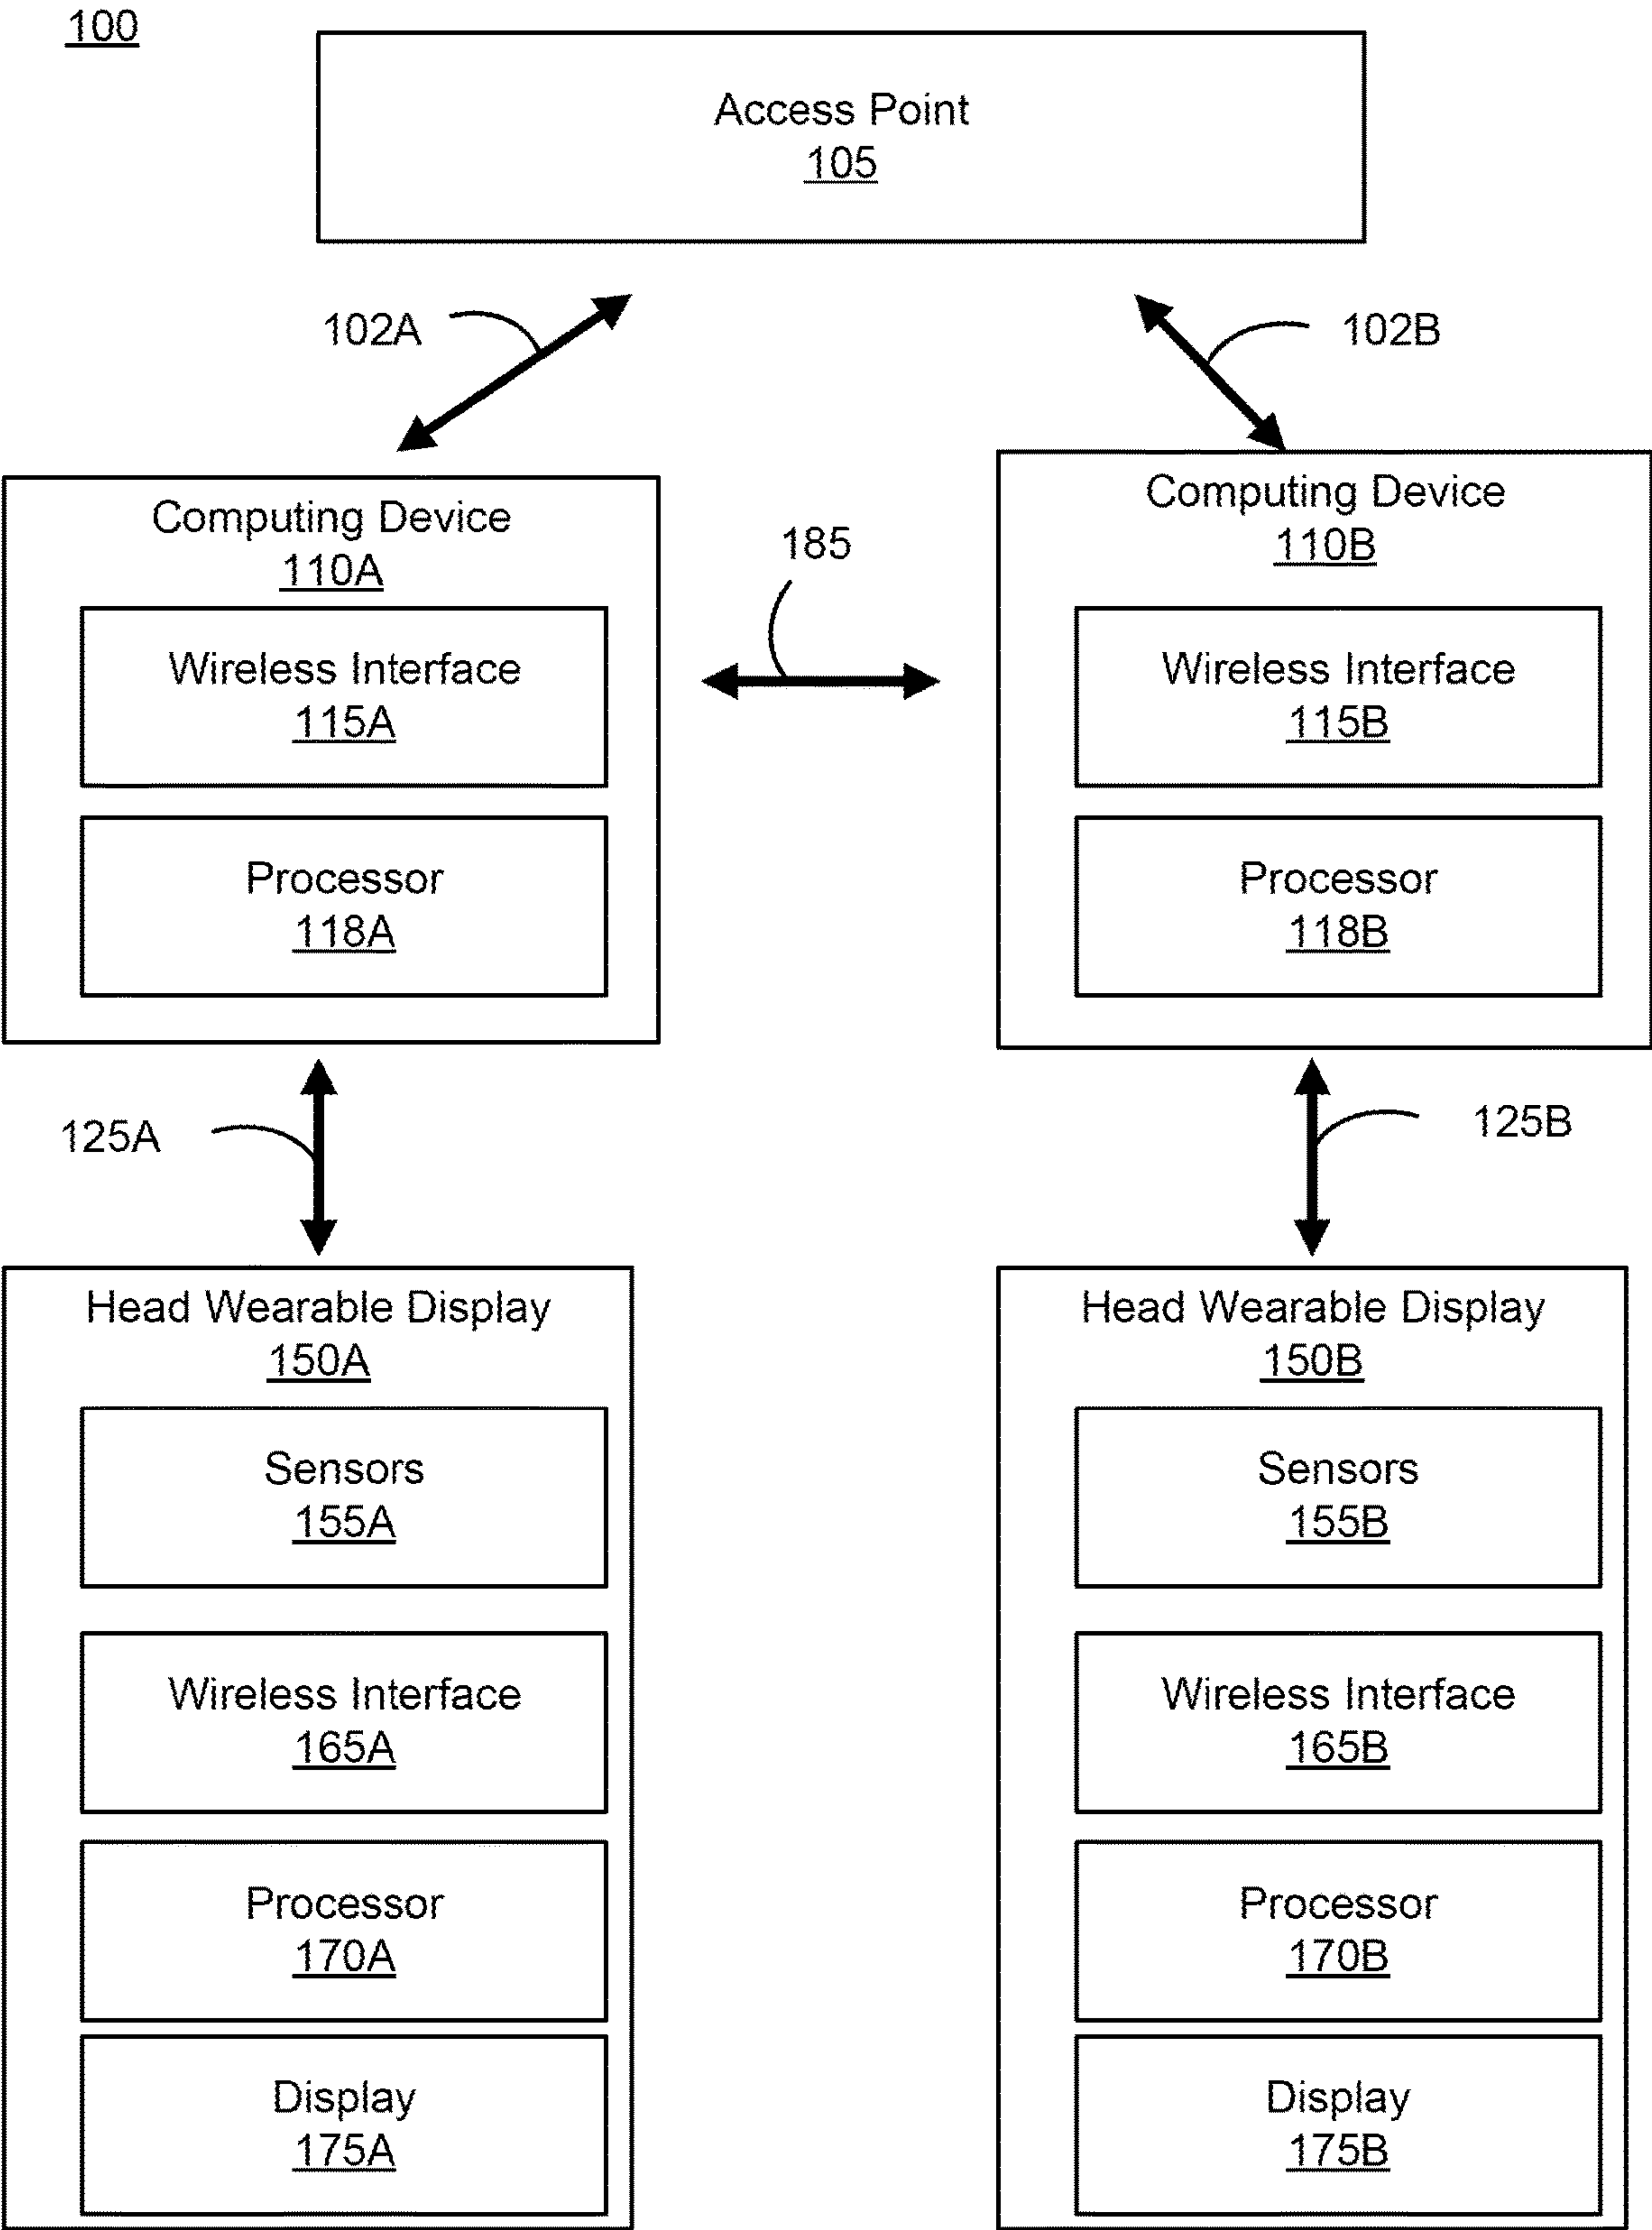 100
Access Point
105
102A
102B
Computing Device
110A
Wireless Interface
115A
Processor
118A
185
Computing Device
110B
Wireless Interface
115B
Processor
118B
125A
125B
Head Wearable Display
150A
Sensors
155A
Wireless Interface
165A
Processor
170A
Display
175A
Head Wearable Display
150B
Sensors
155B
Wireless Interface
165B
Processor
170B
Display
175B